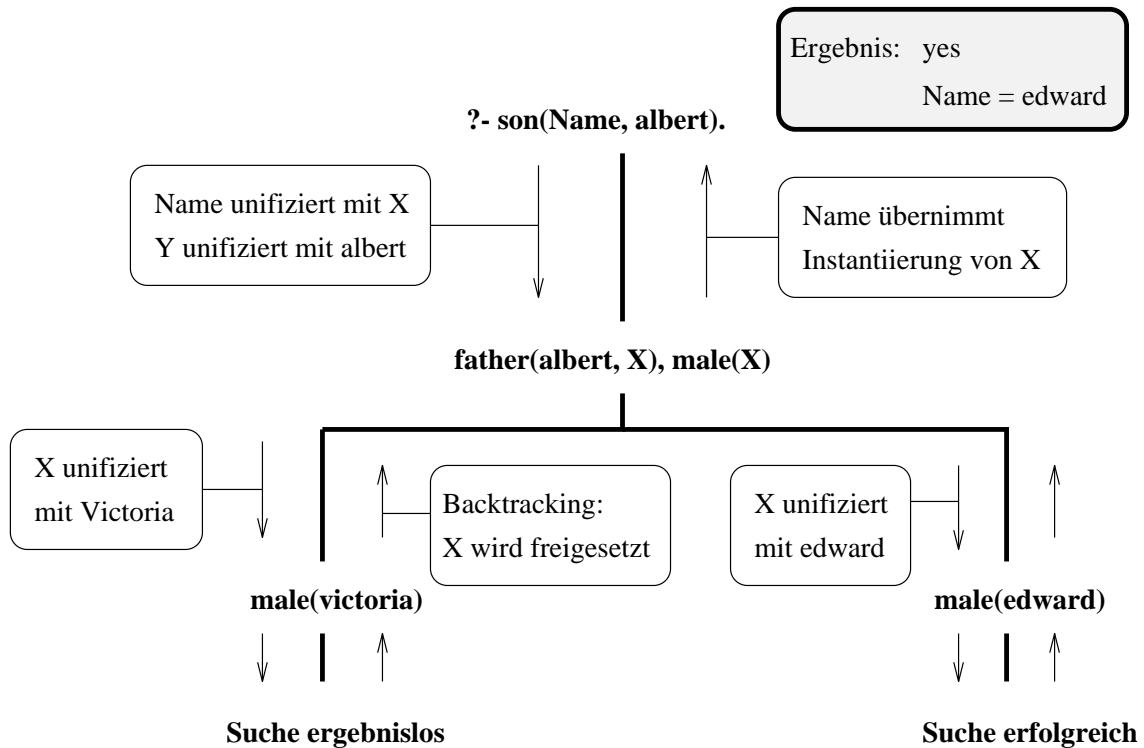 Ergebnis: yes
Name = edward
?- son(Name, albert).
Name unifiziert mit X
Y unifiziert mit albert
Name übernimmt
Instantiierung von X
father(albert, X), male(X)
X unifiziert
mit Victoria
Backtracking:
X wird freigesetzt
X unifiziert
mit edward
male(victoria)
male(edward)
Suche ergebnislos
Suche erfolgreich